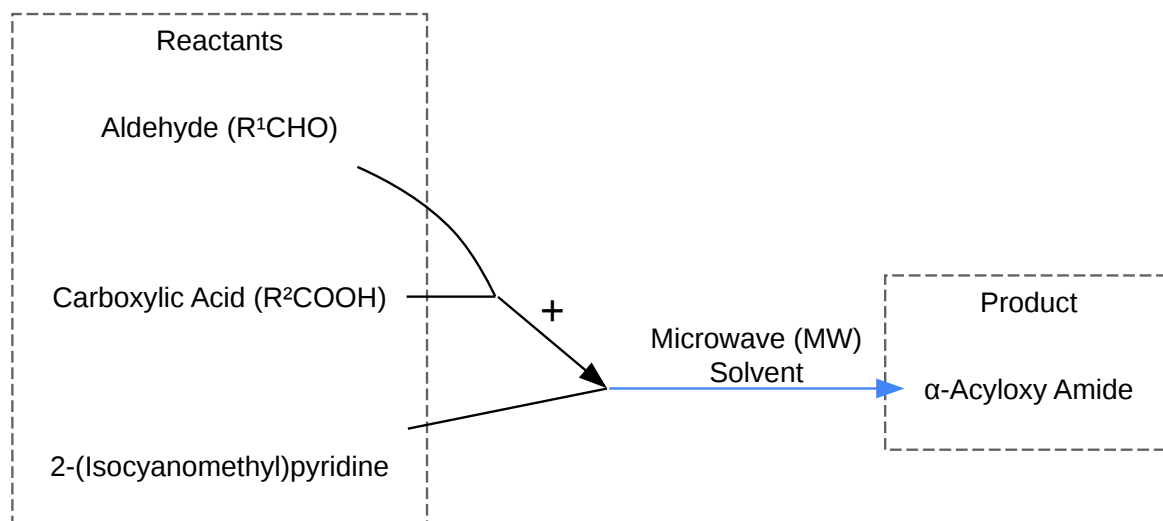 Reactants
Aldehyde (R¹CHO)
Carboxylic Acid (R²COOH)
2-(Isocyanomethyl)pyridine
+
Microwave (MW)
Solvent
Product
α-Acyloxy Amide